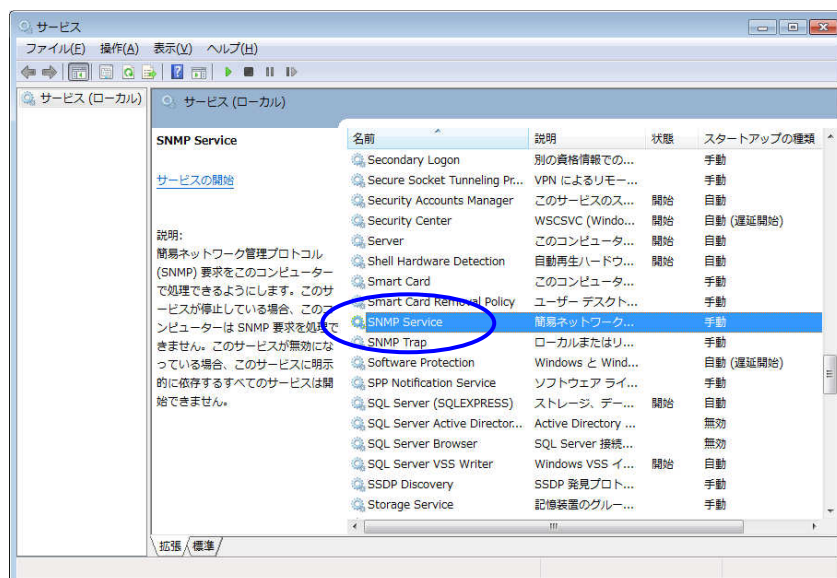 サービス
ファイル(F) 操作(A) 表示(V) ヘルプ(H)
サービス (ローカル)
サービス (ローカル)
SNMP Service
サービスの開始
説明:
簡易ネットワーク管理プロトコル
(SNMP) 要求をこのコンピューター
で処理できるようにします。このサ
ービスが停止している場合、このコ
ンピューターは SNMP 要求を処理で
きません。このサービスが無効にな
っている場合、このサービスに明示
的に依存するすべてのサービスは開
始できません。
名前 説明 状態 スタートアップの種類
Secondary Logon 別の資格情報での... 手動
Secure Socket Tunneling Pr... VPN によるリモー... 手動
Security Accounts Manager このサービスのス... 開始 自動
Security Center WSCSVC (Windo... 開始 自動 (遅延開始)
Server このコンピュータ... 開始 自動
Shell Hardware Detection 自動再生ハードウ... 開始 自動
Smart Card このコンピュータ... 手動
Smart Card Removal Policy ユーザー デスクト... 手動
SNMP Service 簡易ネットワーク... 手動
SNMP Trap ローカルまたはリ... 手動
Software Protection Windows と Wind... 自動 (遅延開始)
SPP Notification Service ソフトウェア ライ... 手動
SQL Server (SQLEXPRESS) ストレージ、デー... 開始 自動
SQL Server Active Director... Active Directory ... 無効
SQL Server Browser SQL Server 接続... 無効
SQL Server VSS Writer Windows VSS イ... 開始 自動
SSDP Discovery SSDP 発見プロト... 手動
Storage Service 記憶装置のグルー... 手動
拡張 標準